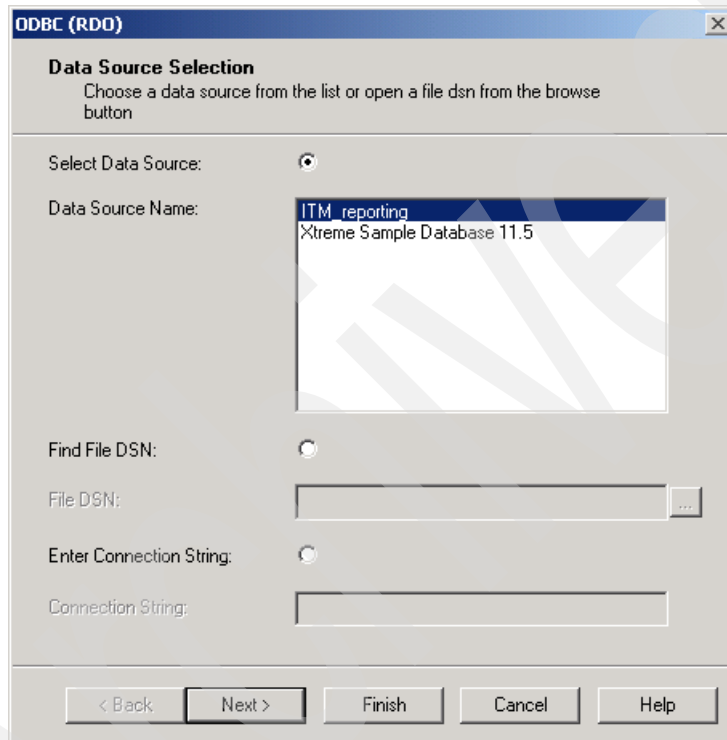 ODBC (RDO)
Data Source Selection
Choose a data source from the list or open a file dsn from the browse
button
Select Data Source:
Data Source Name:
ITM_reporting
Xtreme Sample Database 11.5
Find File DSN:
File DSN:
...
Enter Connection String:
Connection String:
< Back Next > Finish Cancel Help